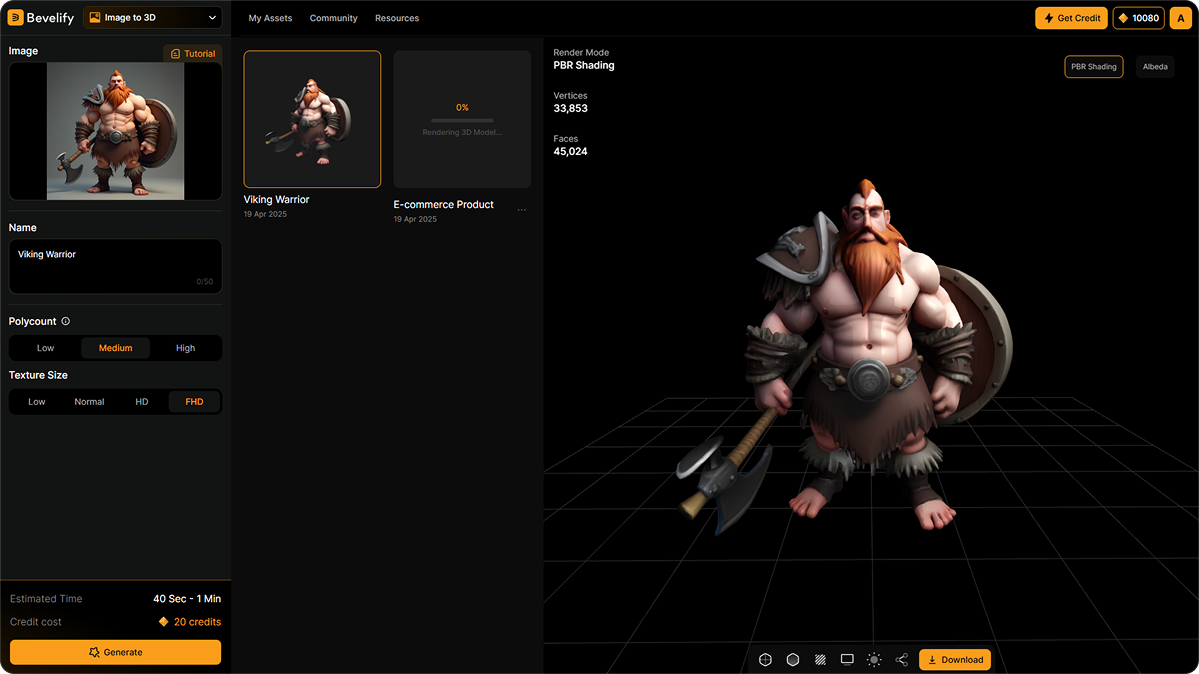 Bevelify
Image to 3D
My Assets
Community
Resources
Get Credit
10080
A
Image
Tutorial
Name
Viking Warrior
0/50
Polycount
Low
Medium
High
Texture Size
Low
Normal
HD
FHD
Estimated Time
40 Sec - 1 Min
Credit cost
20 credits
Generate
Viking Warrior
19 Apr 2025
0%
Rendering 3D Model...
E-commerce Product
...
19 Apr 2025
Render Mode
PBR Shading
Vertices
33,853
Faces
45,024
PBR Shading
Albeda
Download